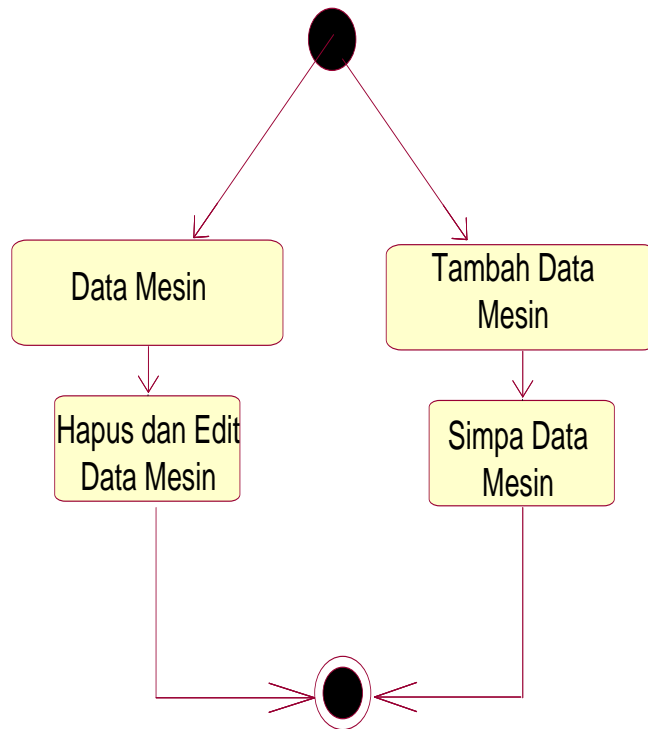 Data Mesin
Tambah Data
Mesin
Hapus dan Edit
Data Mesin
Simpa Data
Mesin